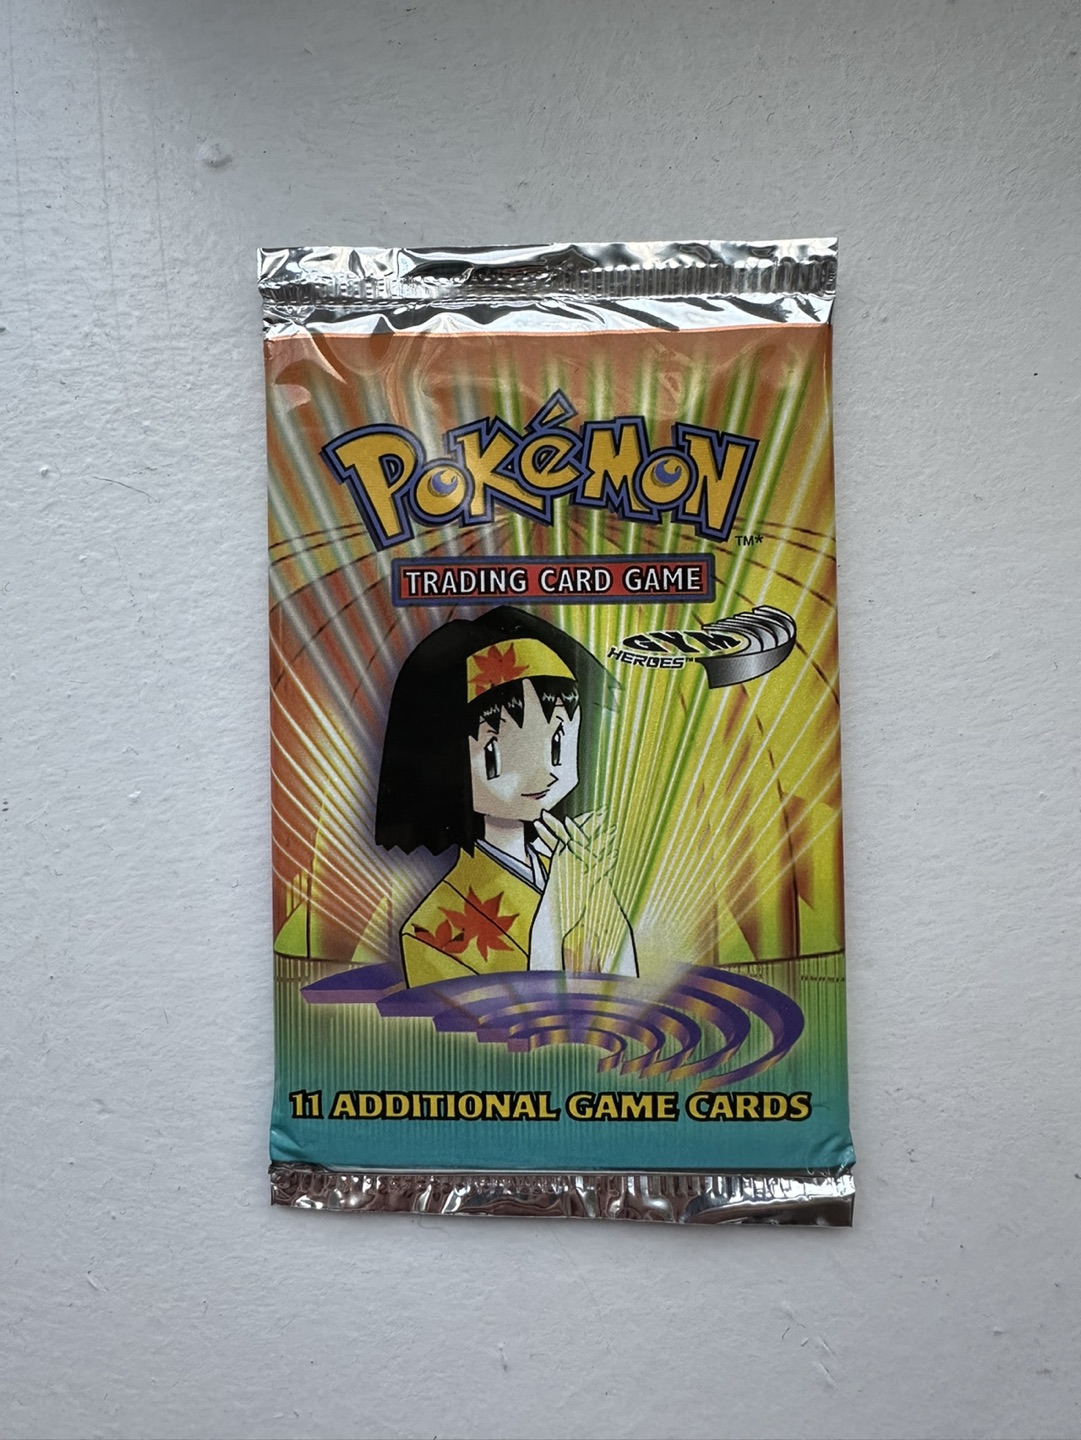 POKéMON
TM*
TRADING CARD GAME
GYM
HEROES™
11 ADDITIONAL GAME CARDS